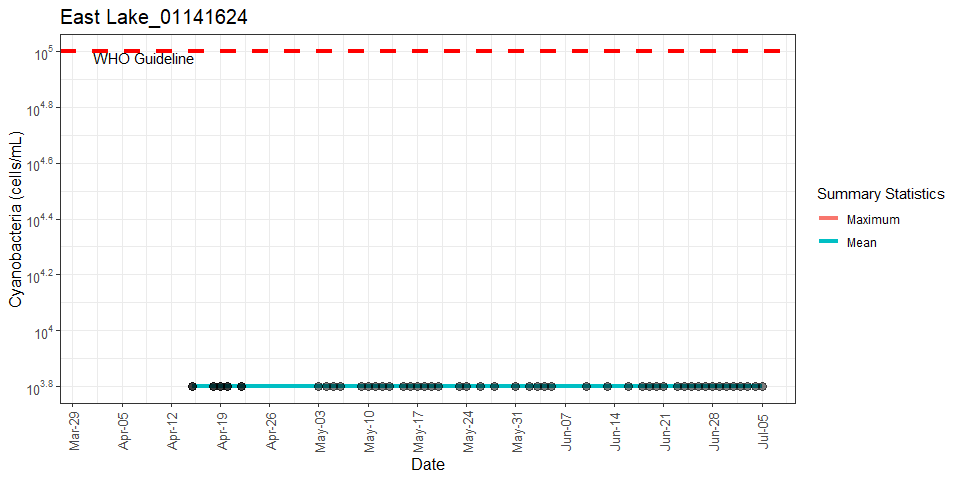 East Lake_01141624
Cyanobacteria (cells/mL)
10^5
10^4.8
10^4.6
10^4.4
10^4.2
10^4
10^3.8
WHO Guideline
Mar-29
Apr-05
Apr-12
Apr-19
Apr-26
May-03
May-10
May-17
May-24
May-31
Jun-07
Jun-14
Jun-21
Jun-28
Jul-05
Date
Summary Statistics
Maximum
Mean